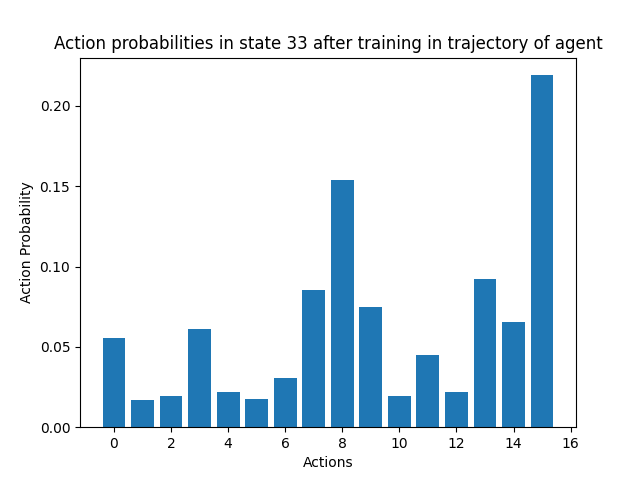 Action probabilities in state 33 after training in trajectory of agent
Action Probability
0.20
0.15
0.10
0.05
0.00
0 2 4 6 8 10 12 14 16
Actions